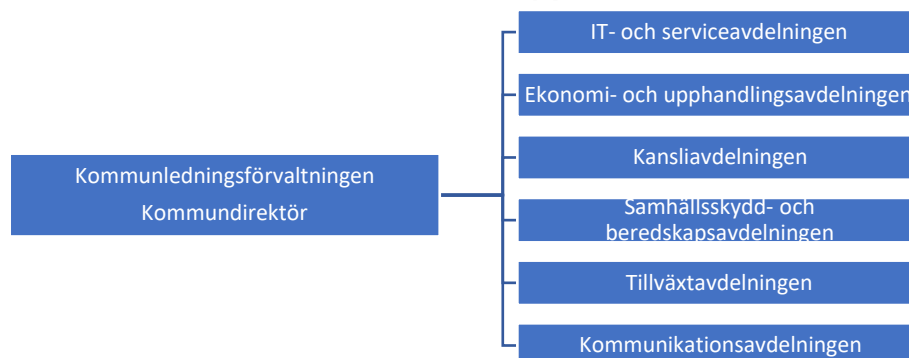 Kommunledningsförvaltningen
Kommundirektör
IT- och serviceavdelningen
Ekonomi- och upphandlingsavdelningen
Kansliavdelningen
Samhällsskydd- och
beredskapsavdelningen
Tillväxtavdelningen
Kommunikationsavdelningen